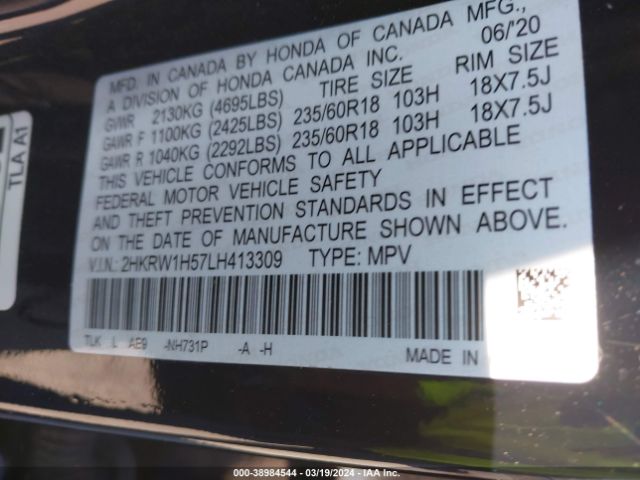 MFD. IN CANADA BY HONDA OF CANADA MFG.,
A DIVISION OF HONDA CANADA INC. 06/'20
GVWR 2130KG (4695LBS) TIRE SIZE RIM SIZE
GAWR F 1100KG (2425LBS) 235/60R18 103H 18X7.5J
GAWR R 1040KG (2292LBS) 235/60R18 103H 18X7.5J
THIS VEHICLE CONFORMS TO ALL APPLICABLE
FEDERAL MOTOR VEHICLE SAFETY
AND THEFT PREVENTION STANDARDS IN EFFECT
ON THE DATE OF MANUFACTURE SHOWN ABOVE.
V.I.N.: 2HKRW1H57LH413309 TYPE: MPV
TLK L AE9 -NH731P -A -H MADE IN
TLA A1
000-38984544 - 03/19/2024 - IAA Inc.